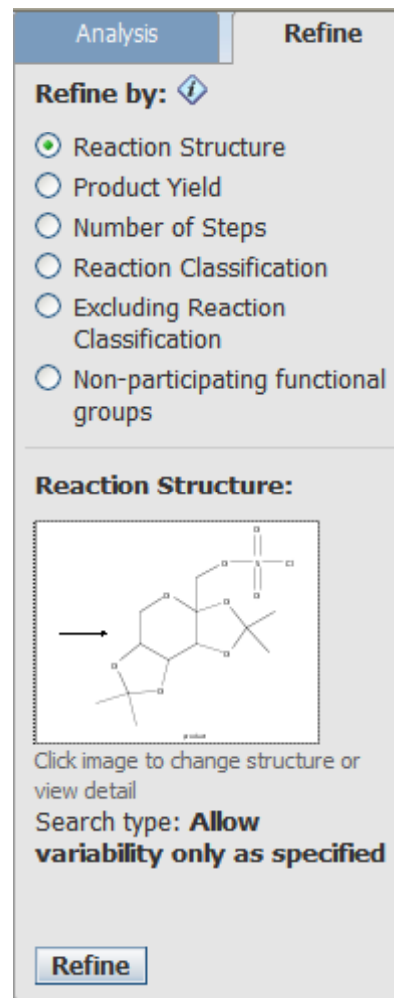 Analysis
Refine
Refine by:
Reaction Structure
Product Yield
Number of Steps
Reaction Classification
Excluding Reaction
Classification
Non-participating functional
groups
Reaction Structure:
O
O
S
Cl
O
O
O
O
O
O
product
Click image to change structure or
view detail
Search type: Allow
variability only as specified
Refine